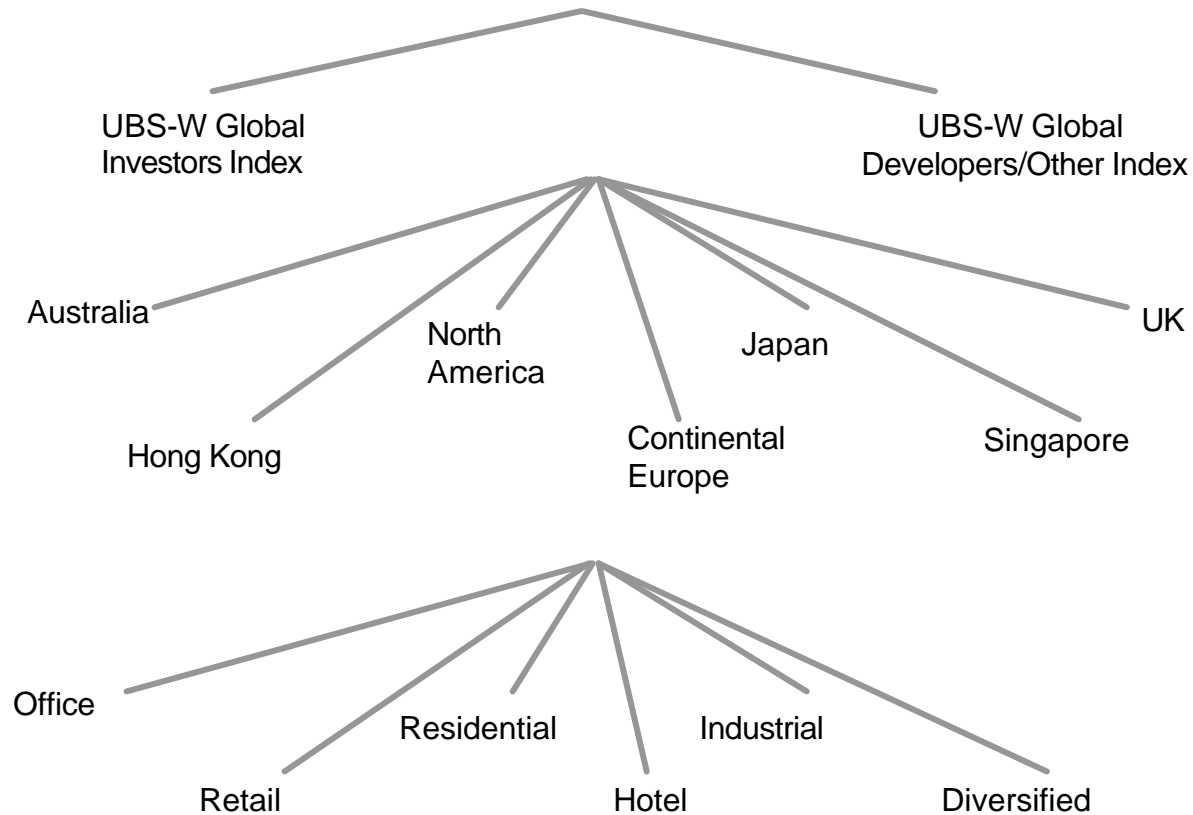 UBS-W Global
Investors Index
UBS-W Global
Developers/Other Index
Australia
North
America
Japan
UK
Hong Kong
Continental
Europe
Singapore
Office
Residential
Industrial
Retail
Hotel
Diversified